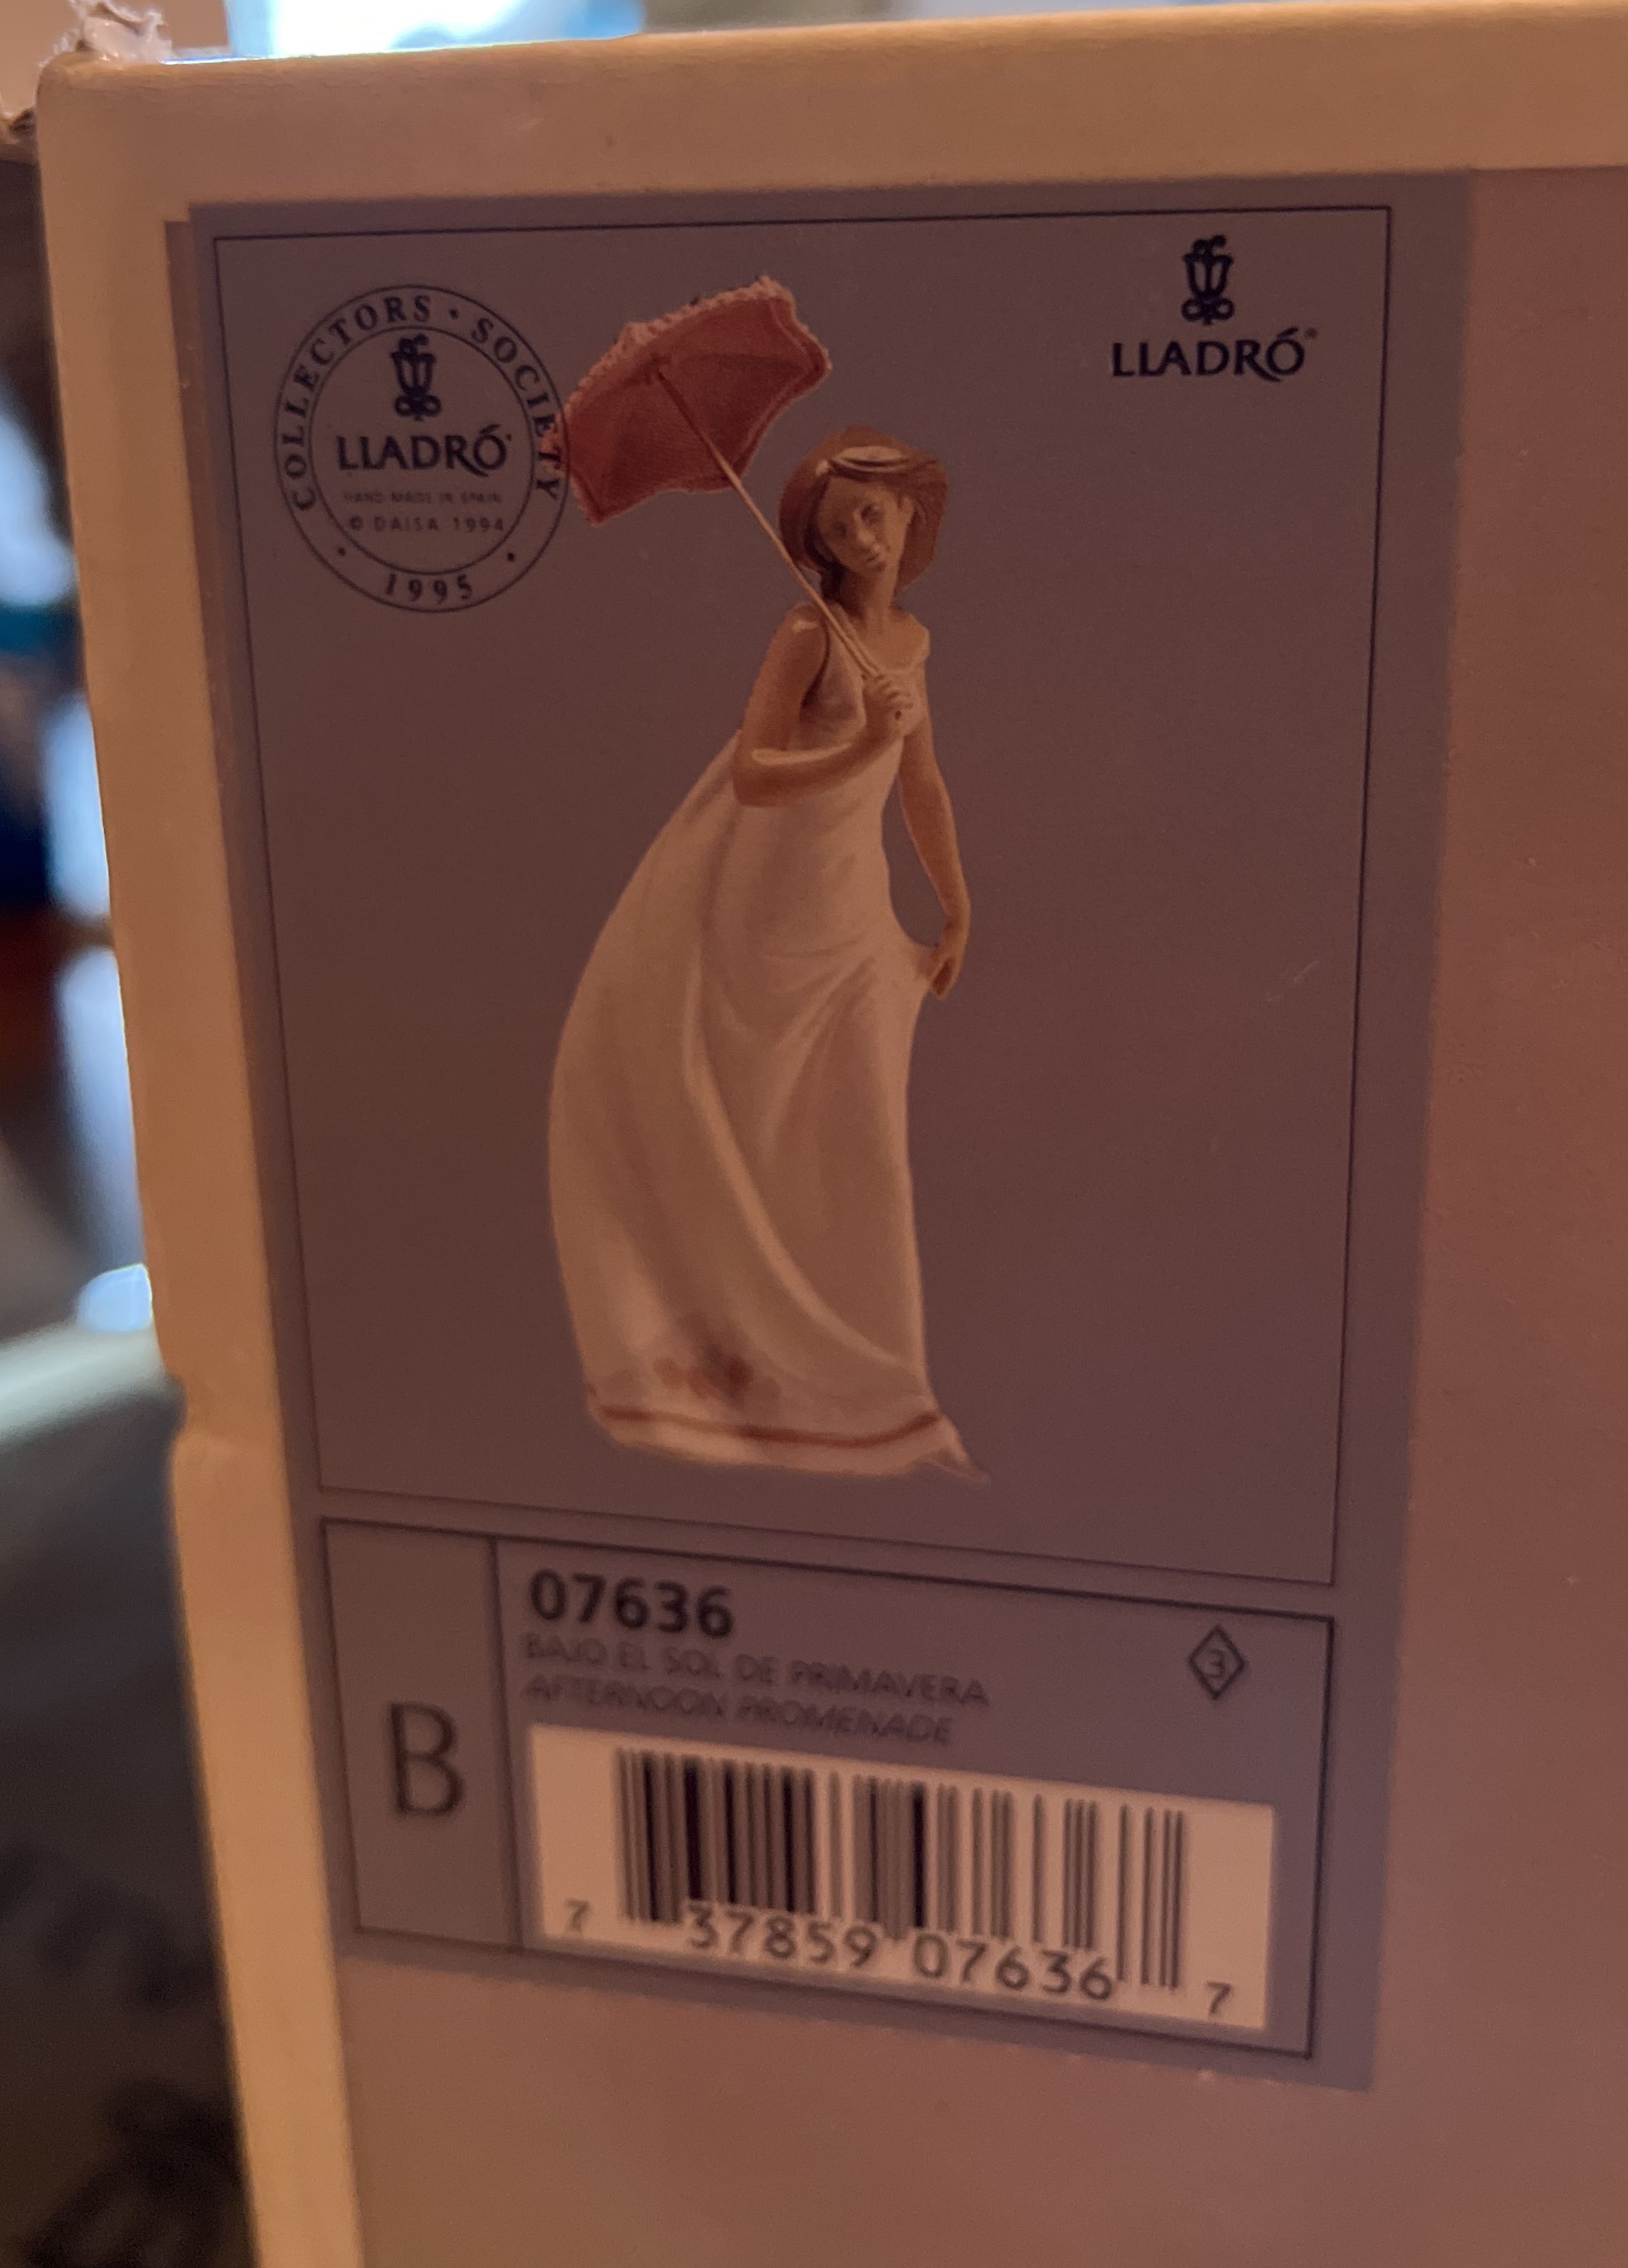 COLLECTORS · SOCIETY
LLADRÓ
HAND MADE IN SPAIN
© DAISA 1994
· 1995 ·
LLADRÓ®
07636
BAJO EL SOL DE PRIMAVERA
AFTERNOON PROMENADE
3
B
7 37859 07636 7